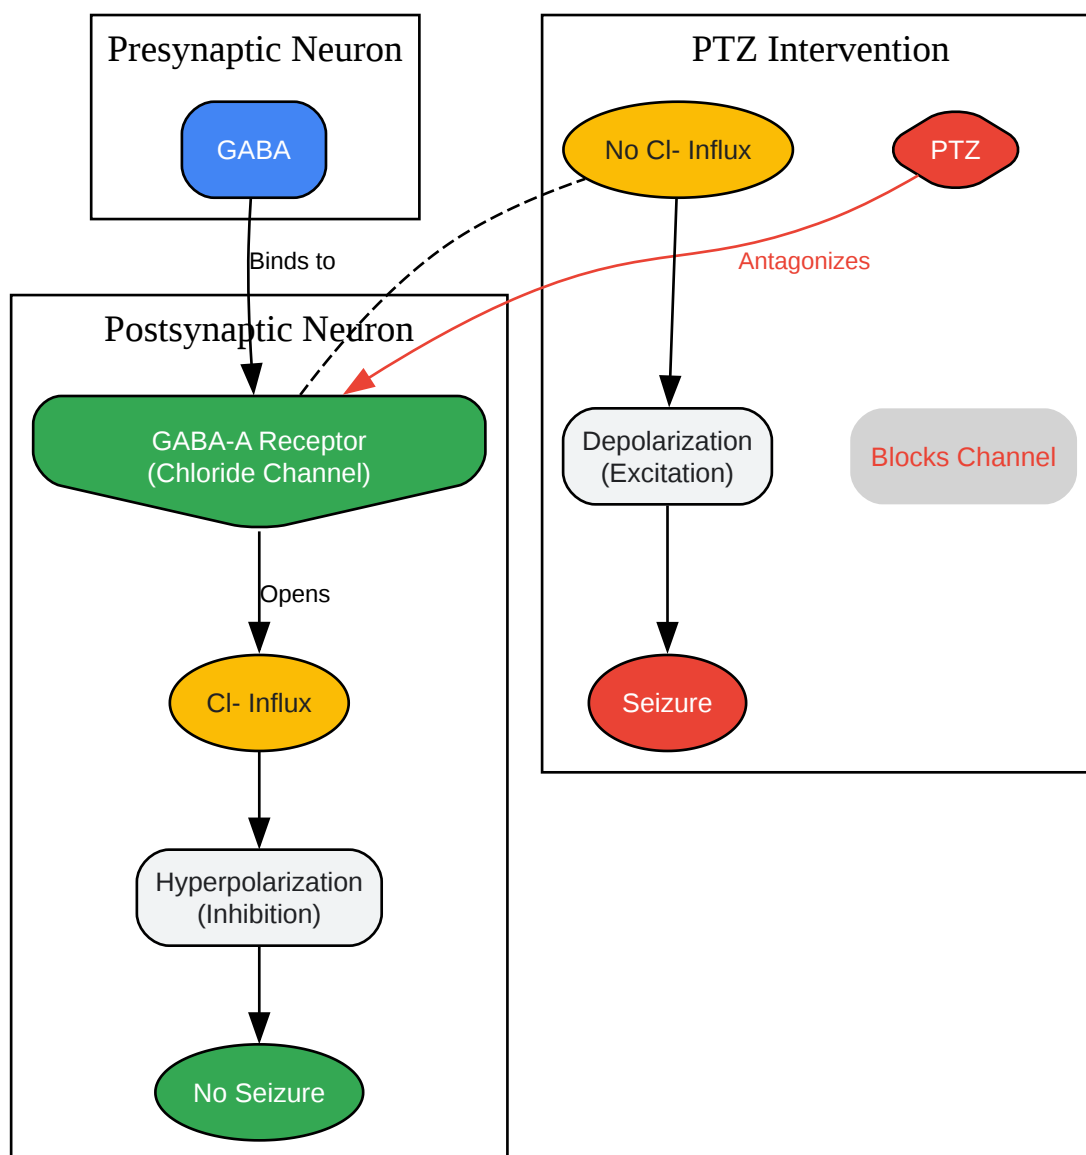 Presynaptic Neuron
GABA
Binds to
PTZ Intervention
No Cl- Influx
PTZ
Antagonizes
Postsynaptic Neuron
GABA-A Receptor
(Chloride Channel)
Depolarization
(Excitation)
Blocks Channel
Opens
Cl- Influx
Seizure
Hyperpolarization
(Inhibition)
No Seizure